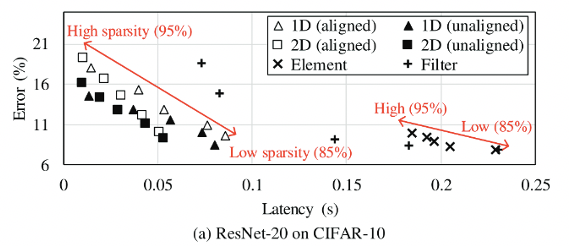 High sparsity (95%)
△ 1D (aligned) ▲ 1D (unaligned)
□ 2D (aligned) ■ 2D (unaligned)
× Element + Filter
High (95%)
Low (85%)
Low sparsity (85%)
Error (%)
21
16
11
6
0 0.05 0.1 0.15 0.2 0.25
Latency (s)
(a) ResNet-20 on CIFAR-10